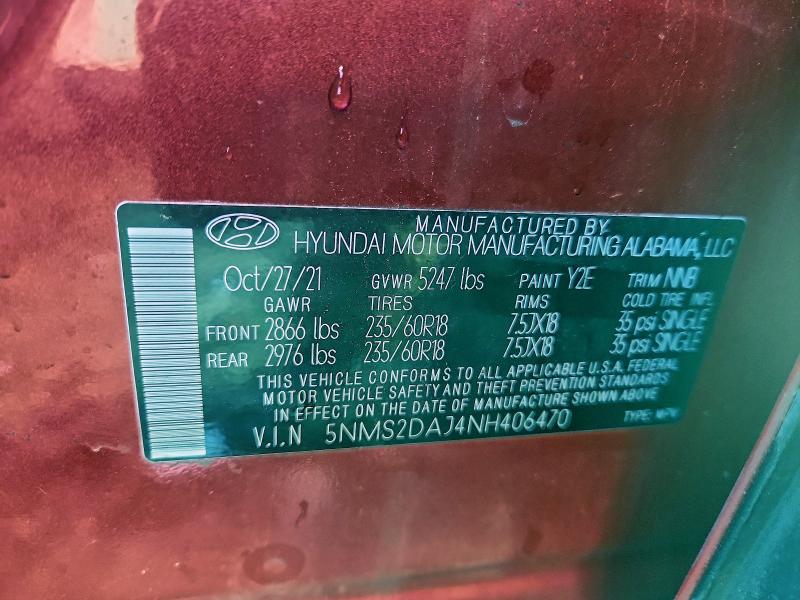 MANUFACTURED BY
HYUNDAI MOTOR MANUFACTURING ALABAMA, LLC
Oct/27/21 GVWR 5247 lbs PAINT Y2E TRIM NNB
GAWR TIRES RIMS COLD TIRE INFL
FRONT 2866 lbs 235/60R18 7.5JX18 35 psi SINGLE
REAR 2976 lbs 235/60R18 7.5JX18 35 psi SINGLE
THIS VEHICLE CONFORMS TO ALL APPLICABLE U.S.A. FEDERAL
MOTOR VEHICLE SAFETY AND THEFT PREVENTION STANDARDS
IN EFFECT ON THE DATE OF MANUFACTURE SHOWN ABOVE
V.I.N 5NMS2DAJ4NH406470 TYPE: MPV